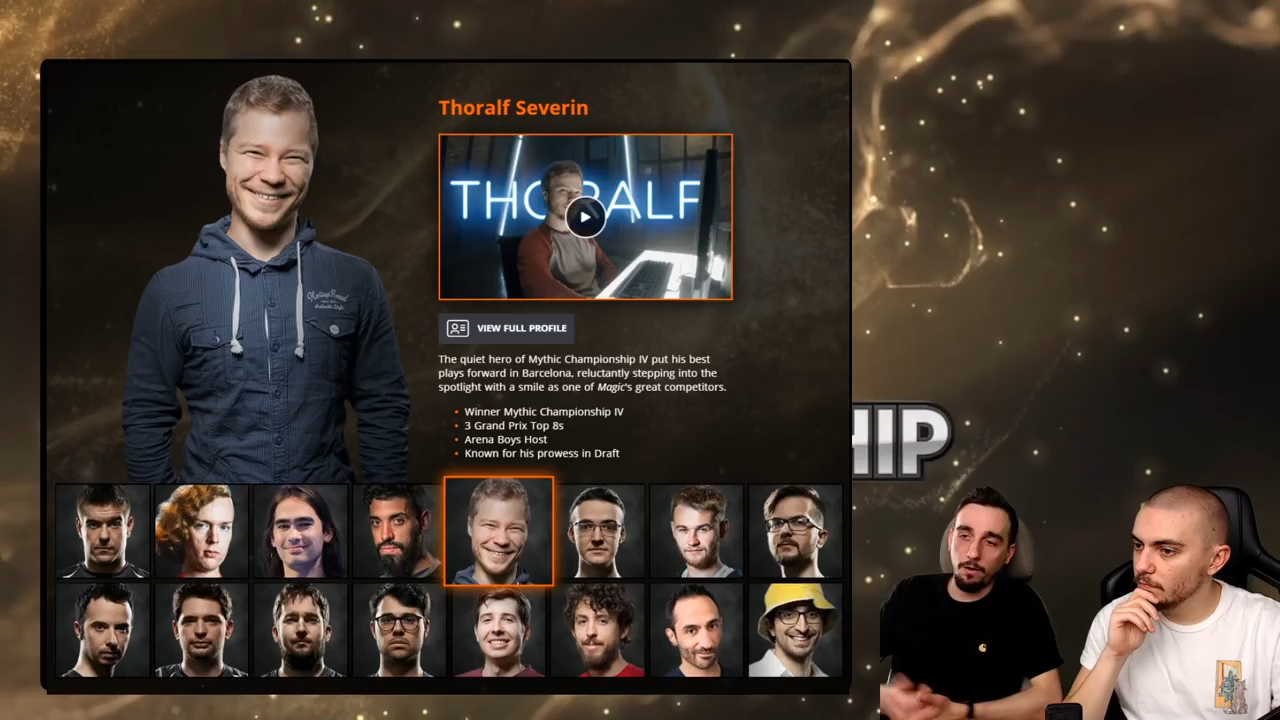 Thoralf Severin
THORALF
VIEW FULL PROFILE
The quiet hero of Mythic Championship IV put his best
plays forward in Barcelona, reluctantly stepping into the
spotlight with a smile as one of Magic's great competitors.
• Winner Mythic Championship IV
• 3 Grand Prix Top 8s
• Arena Boys Host
• Known for his prowess in Draft
HIP